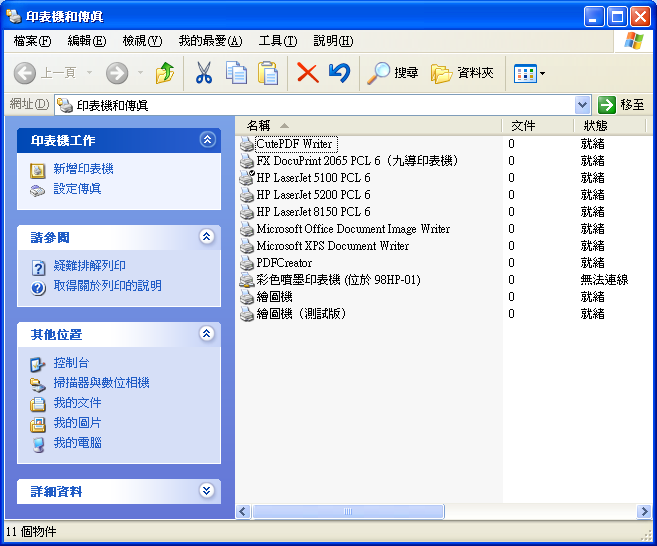 印表機和傳真
檔案(F) 編輯(E) 檢視(V) 我的最愛(A) 工具(T) 說明(H)
上一頁 搜尋 資料夾
網址(D) 印表機和傳真 移至
印表機工作
新增印表機
設定傳真
請參閱
疑難排解列印
取得關於列印的說明
其他位置
控制台
掃描器與數位相機
我的文件
我的圖片
我的電腦
詳細資料
名稱 文件 狀態
CutePDF Writer 0 就緒
FX DocuPrint 2065 PCL 6（九導印表機） 0 就緒
HP LaserJet 5100 PCL 6 0 就緒
HP LaserJet 5200 PCL 6 0 就緒
HP LaserJet 8150 PCL 6 0 就緒
Microsoft Office Document Image Writer 0 就緒
Microsoft XPS Document Writer 0 就緒
PDFCreator 0 就緒
彩色噴墨印表機 (位於 98HP-01) 0 無法連線
繪圖機 0 就緒
繪圖機（測試版） 0 就緒
11 個物件